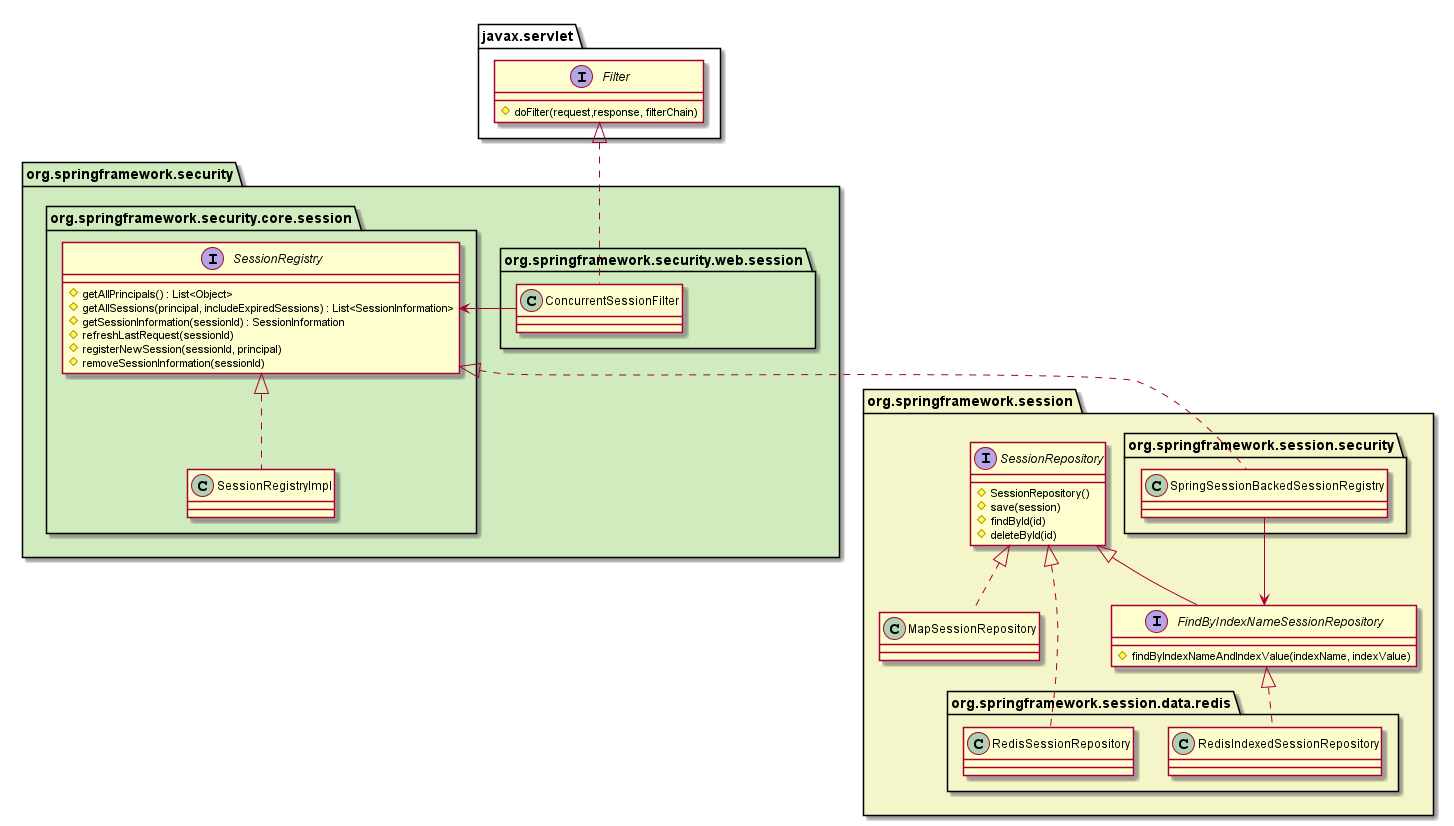 javax.servlet
I Filter
doFilter(request,response, filterChain)
org.springframework.security
org.springframework.security.core.session
I SessionRegistry
getAllPrincipals() : List<Object>
getAllSessions(principal, includeExpiredSessions) : List<SessionInformation>
getSessionInformation(sessionId) : SessionInformation
refreshLastRequest(sessionId)
registerNewSession(sessionId, principal)
removeSessionInformation(sessionId)
org.springframework.security.web.session
C ConcurrentSessionFilter
C SessionRegistryImpl
org.springframework.session
org.springframework.session.security
C SpringSessionBackedSessionRegistry
I SessionRepository
SessionRepository()
save(session)
findById(id)
deleteById(id)
C MapSessionRepository
I FindByIndexNameSessionRepository
findByIndexNameAndIndexValue(indexName, indexValue)
org.springframework.session.data.redis
C RedisSessionRepository
C RedisIndexedSessionRepository